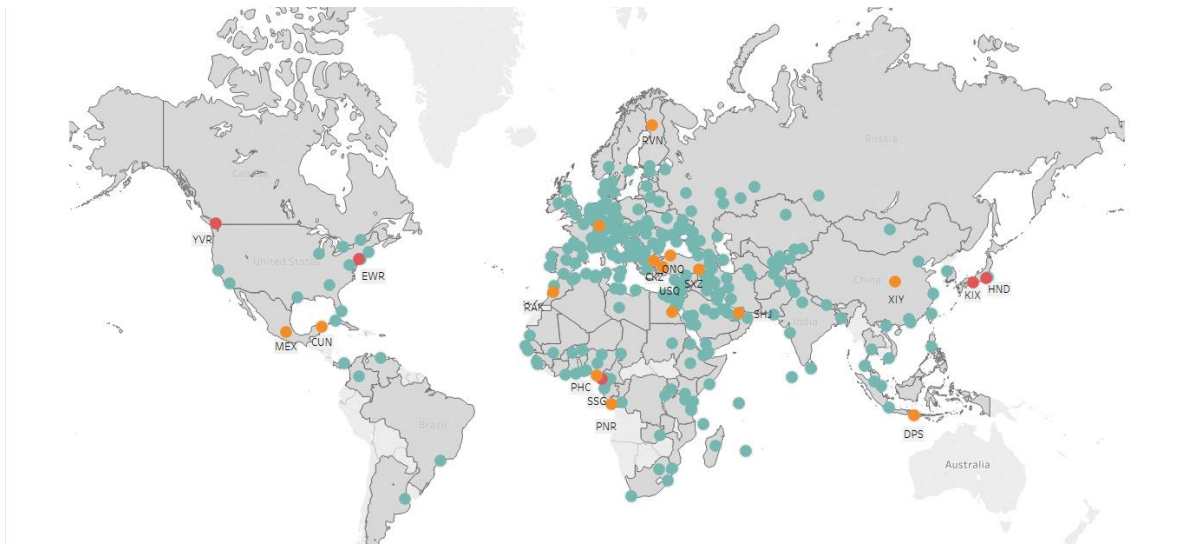 RVN
Russia
Canada
YVR
United States
EWR
ONQ
CKZ
SXZ
USQ
China
XIY
KIX
HND
RAK
SHJ
India
MEX
CUN
PHC
SSG
PNR
Brazil
DPS
Australia